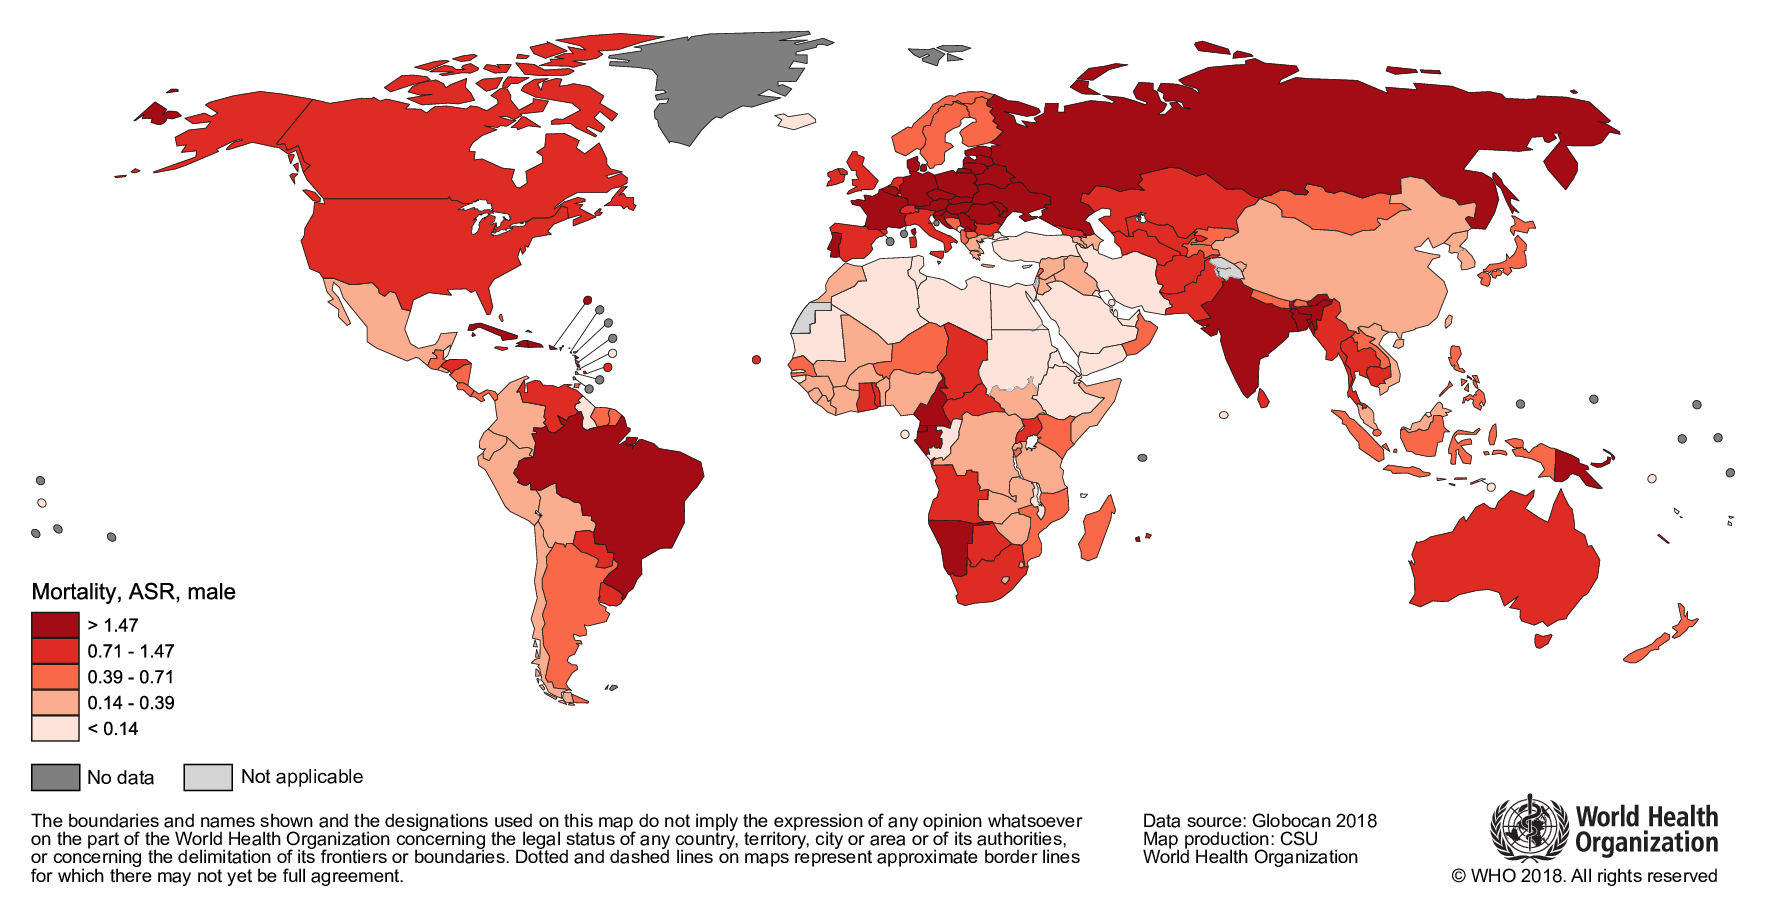 Mortality, ASR, male
> 1.47
0.71 - 1.47
0.39 - 0.71
0.14 - 0.39
< 0.14
No data
Not applicable
The boundaries and names shown and the designations used on this map do not imply the expression of any opinion whatsoever
on the part of the World Health Organization concerning the legal status of any country, territory, city or area or of its authorities,
or concerning the delimitation of its frontiers or boundaries. Dotted and dashed lines on maps represent approximate border lines
for which there may not yet be full agreement.
Data source: Globocan 2018
Map production: CSU
World Health Organization
World Health
Organization
© WHO 2018. All rights reserved